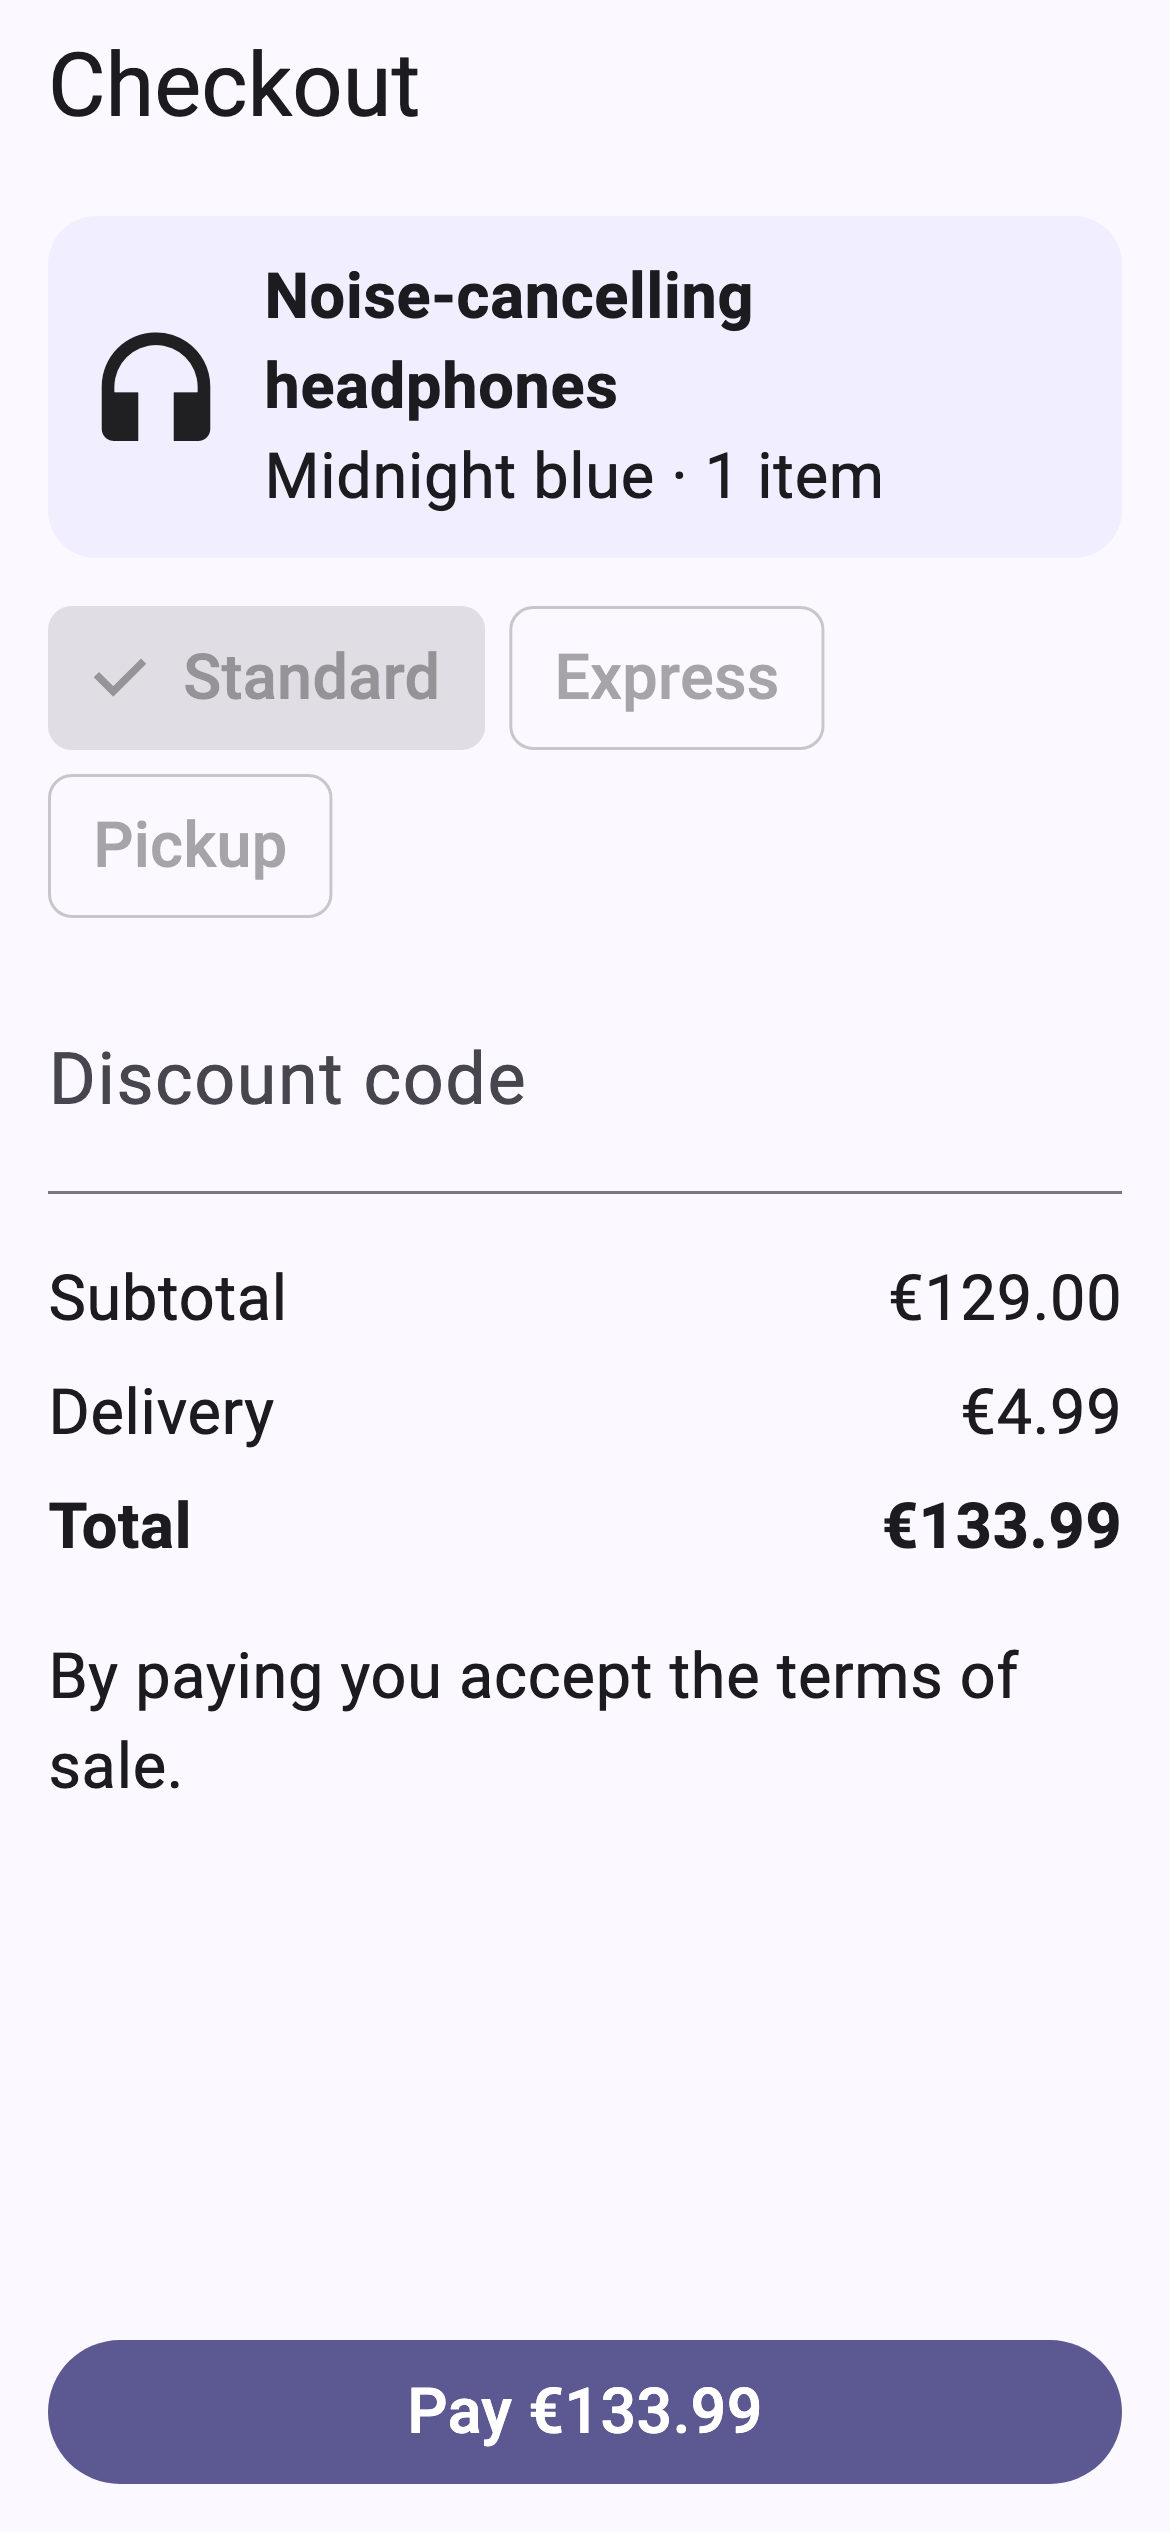 Checkout
Noise-cancelling
headphones
Midnight blue · 1 item
Standard
Express
Pickup
Discount code
Subtotal €129.00
Delivery €4.99
Total €133.99
By paying you accept the terms of
sale.
Pay €133.99